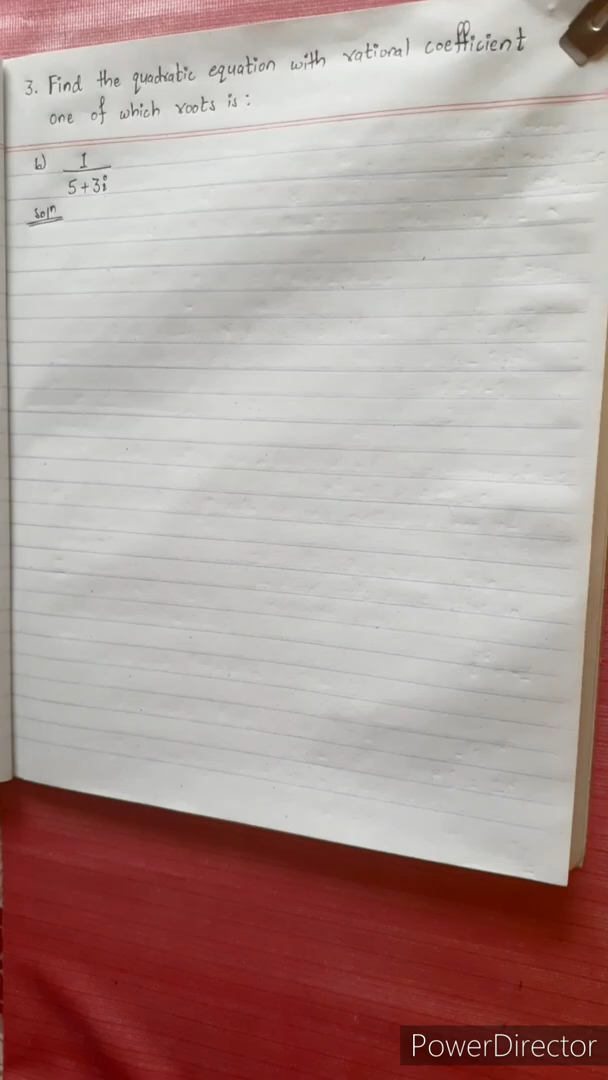 3. Find the quadratic equation with rational coefficient
one of which roots is :
b) 1
5+3i
Soln
PowerDirector